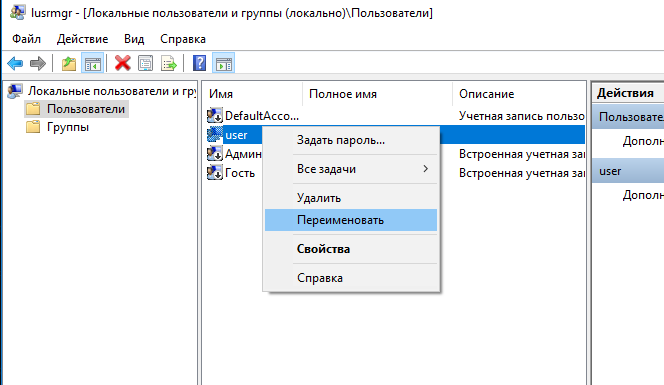 lusrmgr - [Локальные пользователи и группы (локально)\Пользователи]
Файл Действие Вид Справка
Локальные пользователи и гру
Пользователи
Группы
Имя Полное имя Описание
DefaultAcco... Учетная запись пользо
user
Админ Встроенная учетная за
Гость Встроенная учетная за
Задать пароль...
Все задачи
Удалить
Переименовать
Свойства
Справка
Действия
Пользовате
Допол
user
Допол